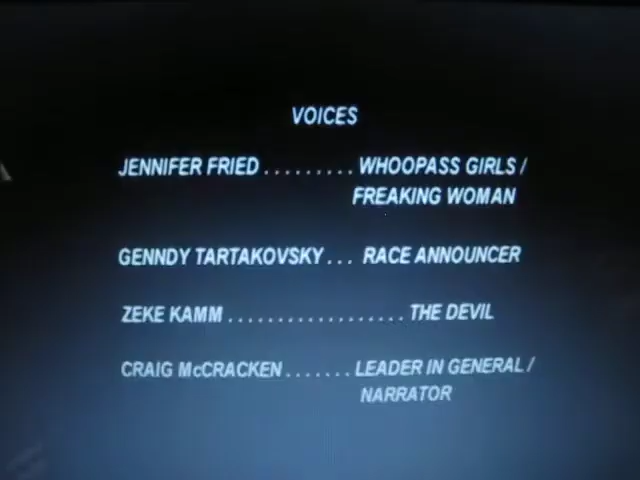 VOICES
JENNIFER FRIED.........WHOOPASS GIRLS /
FREAKING WOMAN
GENNDY TARTAKOVSKY... RACE ANNOUNCER
ZEKE KAMM..................THE DEVIL
CRAIG McCRACKEN.......LEADER IN GENERAL /
NARRATOR